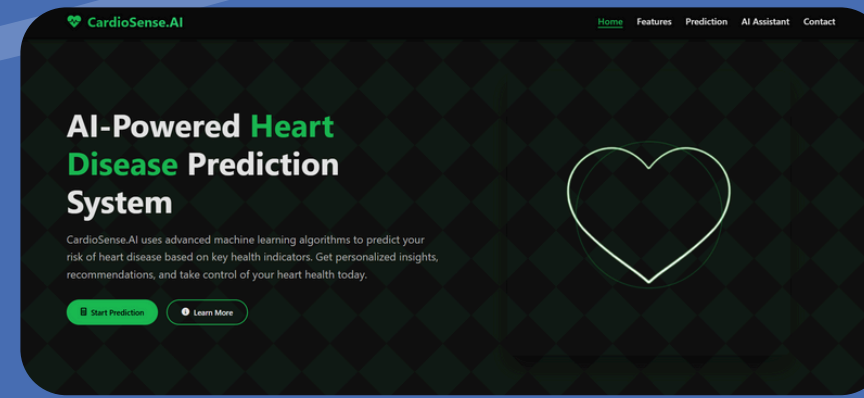 CardioSense.AI
Home Features Prediction AI Assistant Contact
AI-Powered Heart
Disease Prediction
System
CardioSense.AI uses advanced machine learning algorithms to predict your
risk of heart disease based on key health indicators. Get personalized insights,
recommendations, and take control of your heart health today.
Start Prediction Learn More